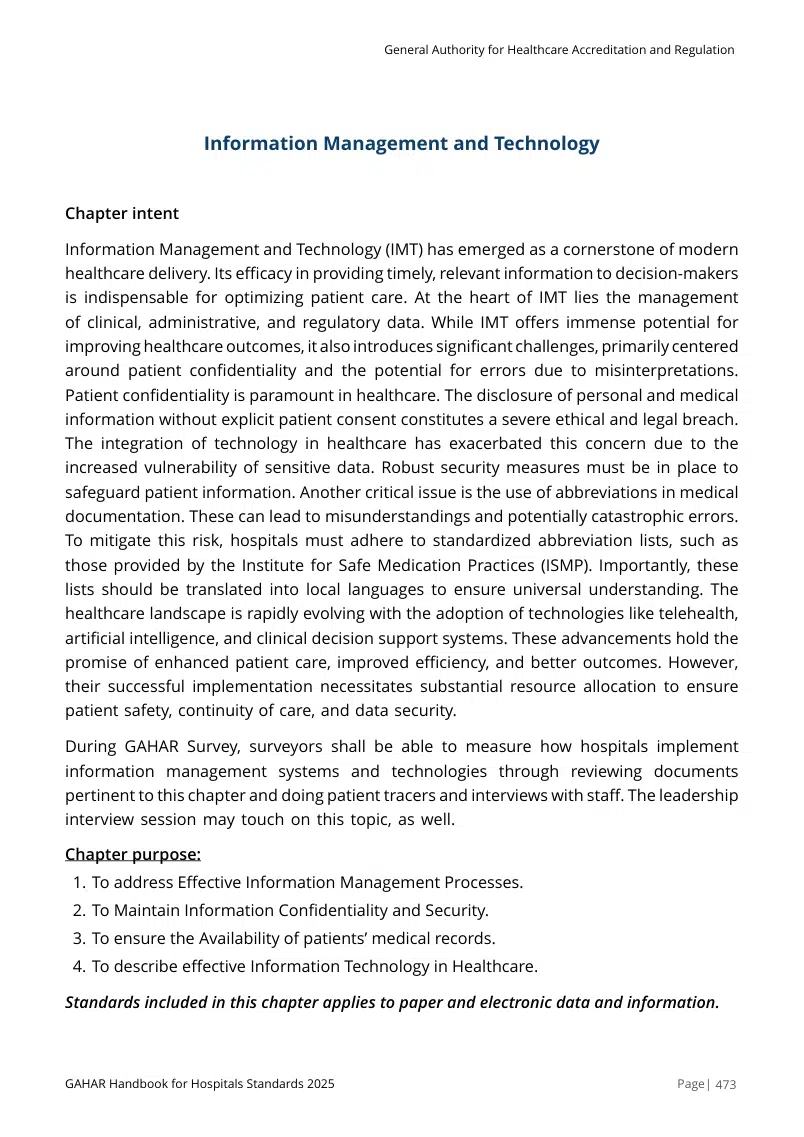 General Authority for Healthcare Accreditation and Regulation
Information Management and Technology
Chapter intent
Information Management and Technology (IMT) has emerged as a cornerstone of modern
healthcare delivery. Its efficacy in providing timely, relevant information to decision-makers
is indispensable for optimizing patient care. At the heart of IMT lies the management
of clinical, administrative, and regulatory data. While IMT offers immense potential for
improving healthcare outcomes, it also introduces significant challenges, primarily centered
around patient confidentiality and the potential for errors due to misinterpretations.
Patient confidentiality is paramount in healthcare. The disclosure of personal and medical
information without explicit patient consent constitutes a severe ethical and legal breach.
The integration of technology in healthcare has exacerbated this concern due to the
increased vulnerability of sensitive data. Robust security measures must be in place to
safeguard patient information. Another critical issue is the use of abbreviations in medical
documentation. These can lead to misunderstandings and potentially catastrophic errors.
To mitigate this risk, hospitals must adhere to standardized abbreviation lists, such as
those provided by the Institute for Safe Medication Practices (ISMP). Importantly, these
lists should be translated into local languages to ensure universal understanding. The
healthcare landscape is rapidly evolving with the adoption of technologies like telehealth,
artificial intelligence, and clinical decision support systems. These advancements hold the
promise of enhanced patient care, improved efficiency, and better outcomes. However,
their successful implementation necessitates substantial resource allocation to ensure
patient safety, continuity of care, and data security.
During GAHAR Survey, surveyors shall be able to measure how hospitals implement
information management systems and technologies through reviewing documents
pertinent to this chapter and doing patient tracers and interviews with staff. The leadership
interview session may touch on this topic, as well.
Chapter purpose:
1. To address Effective Information Management Processes.
2. To Maintain Information Confidentiality and Security.
3. To ensure the Availability of patients’ medical records.
4. To describe effective Information Technology in Healthcare.
Standards included in this chapter applies to paper and electronic data and information.
GAHAR Handbook for Hospitals Standards 2025
Page| 473